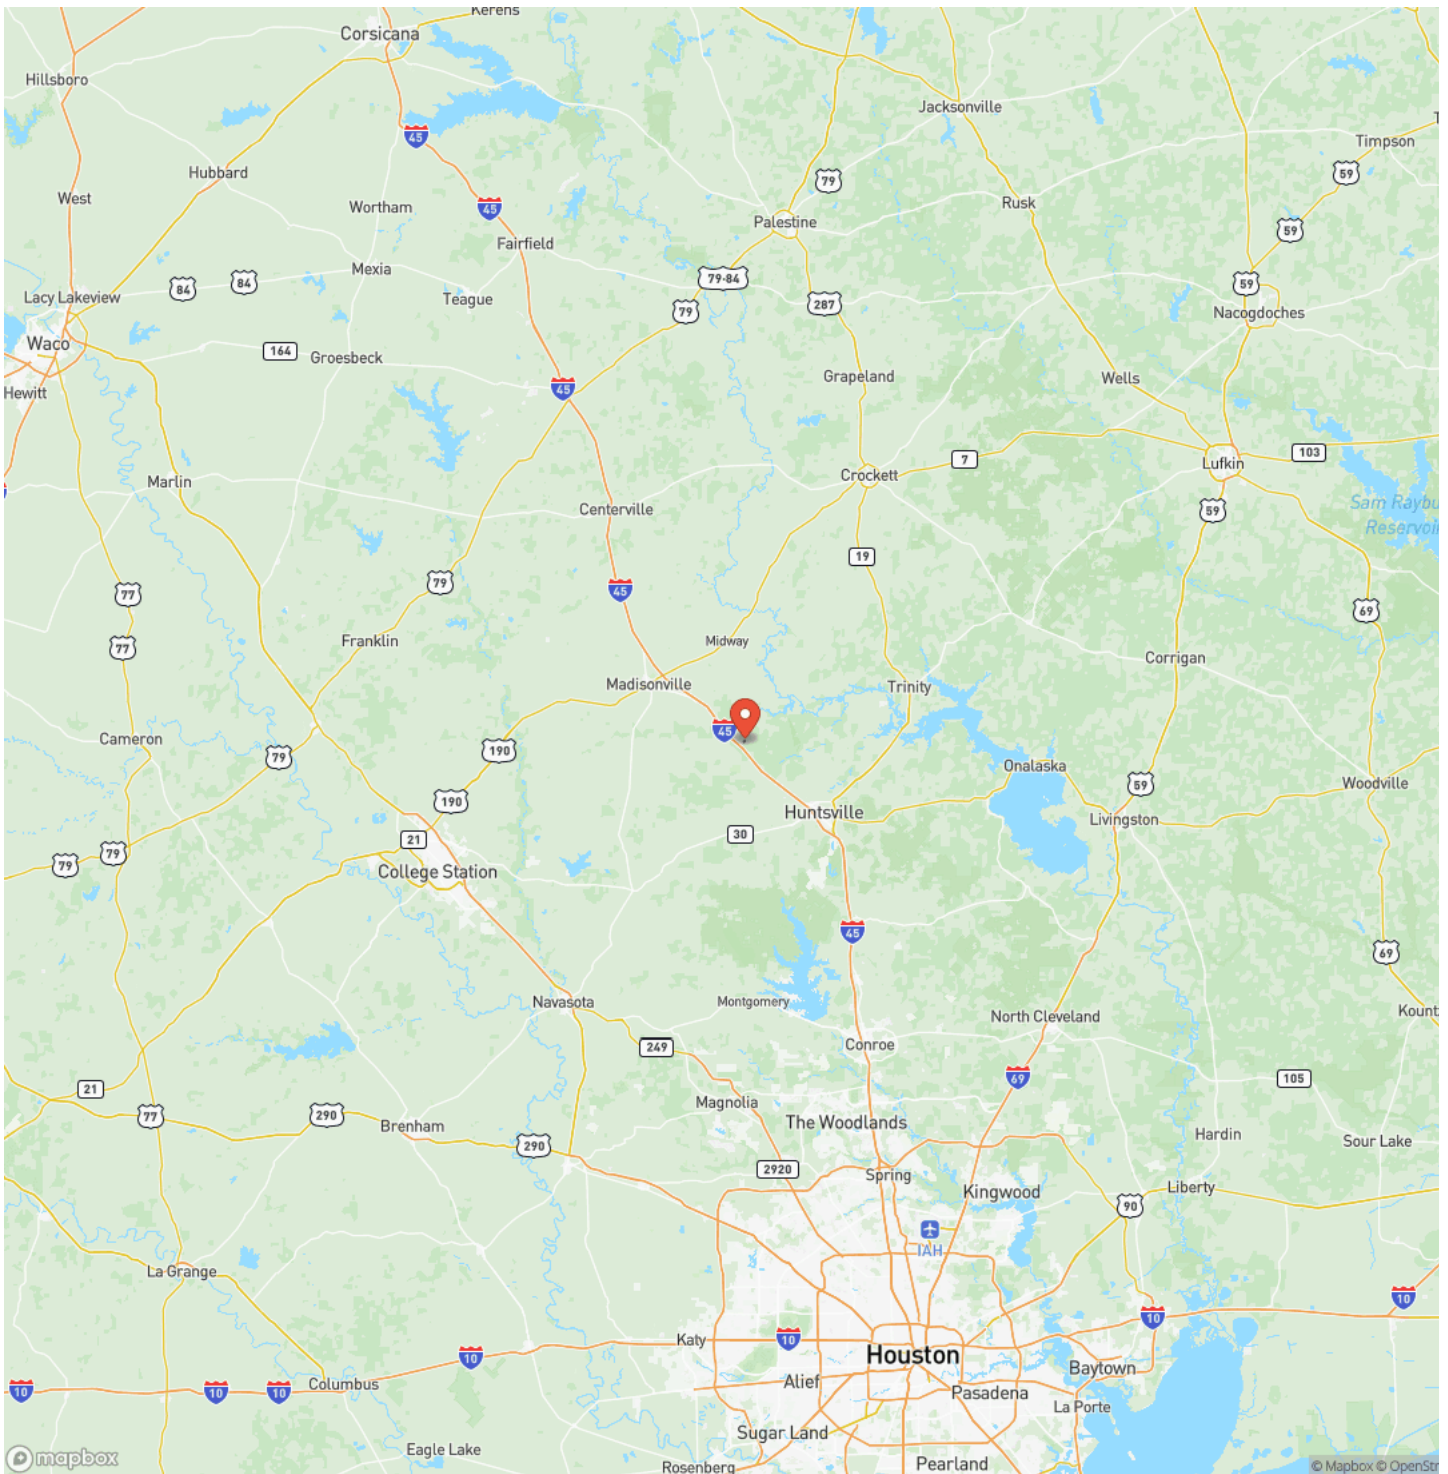 Kerens
Corsicana
Hillsboro
45
Jacksonville
Timpson
Hubbard
79
59
West
Wortham
45
Rusk
Palestine
59
Fairfield
Mexia
84
84
79-84
59
Lacy Lakeview
Teague
79
287
Nacogdoches
Waco
164
Groesbeck
Grapeland
Wells
45
Hewitt
7
103
Lufkin
Crockett
Marlin
Centerville
59
Sam Raybu
Reservoi
19
79
45
77
69
Franklin
Midway
77
Corrigan
Madisonville
Trinity
45
Cameron
190
79
Onalaska
59
Woodville
190
Huntsville
Livingston
21
30
79
79
College Station
45
69
Navasota
Montgomery
North Cleveland
Kount
249
Conroe
69
105
21
Magnolia
77
290
The Woodlands
Brenham
Hardin
Sour Lake
290
2920
Spring
Kingwood
Liberty
90
IAH
La Grange
10
10
Katy
10
Houston
10
Baytown
10
10
10
Columbus
Alief
Pasadena
La Porte
Sugar Land
Eagle Lake
Rosenberg
Pearland
mapbox
© Mapbox © OpenStr